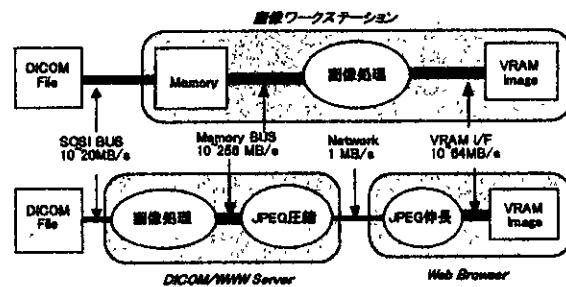 画像ワークステーション
DICOM
File
Memory
画像処理
VRAM
Image
SCSI BUS
10~20MB/s
Memory BUS
10~256 MB/s
Network
1 MB/s
VRAM I/F
10~64MB/s
DICOM
File
画像処理
JPEG圧縮
JPEG伸長
VRAM
Image
DICOM/WWW Server
Web Browser